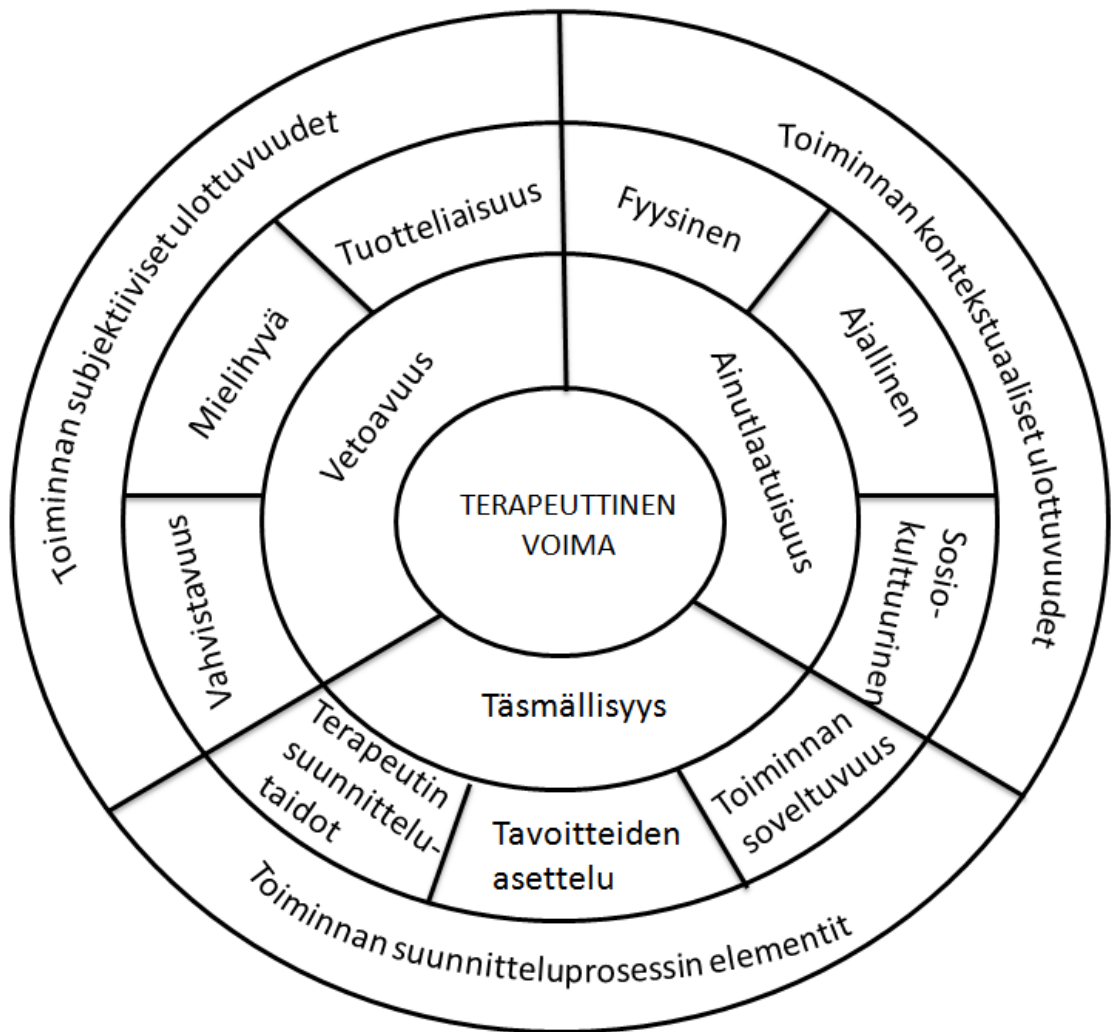 Toiminnan subjektiiviset ulottuvuudet
Toiminnan kontekstuaaliset ulottuvuudet
Tuotteliaisuus
Fyysinen
Mielihyvä
Ajallinen
Vetoavuus
Ainutlaatuisuus
TERAPEUTTINEN
VOIMA
Vahvistavuus
Sosio-
kulttuurinen
Täsmällisyys
Terapeutin
suunnittelu-
taidot
Tavoitteiden
asettelu
Toiminnan
soveltuvuus
Toiminnan suunnitteluprosessin elementit